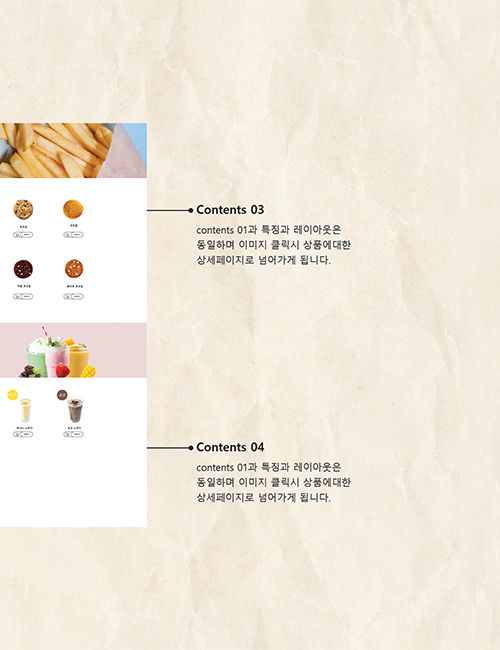 Contents 03
contents 01과 특징과 레이아웃은
동일하며 이미지 클릭시 상품에대한
상세페이지로 넘어가게 됩니다.
Contents 04
contents 01과 특징과 레이아웃은
동일하며 이미지 클릭시 상품에대한
상세페이지로 넘어가게 됩니다.